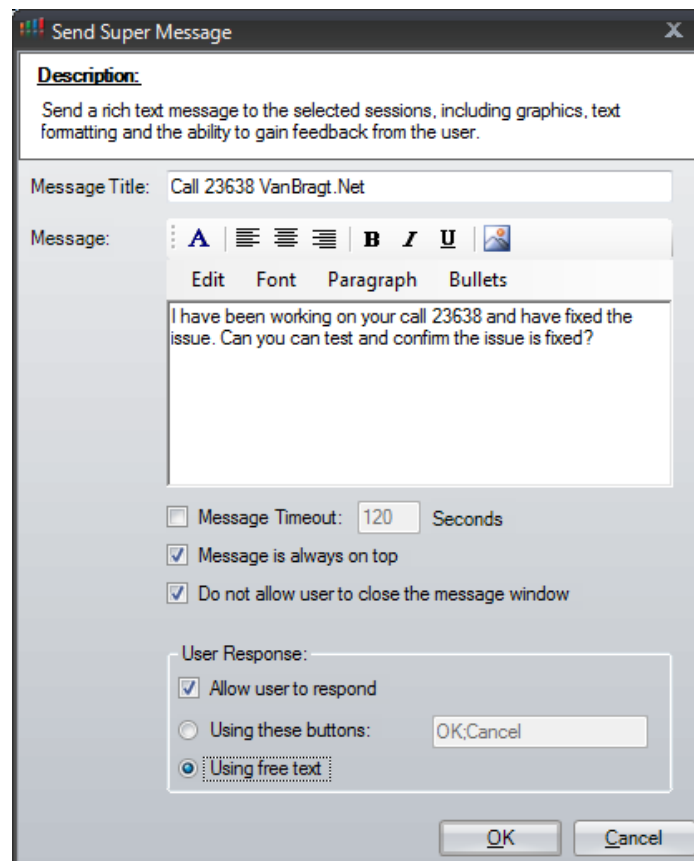 Send Super Message
Description:
Send a rich text message to the selected sessions, including graphics, text
formatting and the ability to gain feedback from the user.
Message Title: Call 23638 VanBragt.Net
Message: A B I U
Edit Font Paragraph Bullets
I have been working on your call 23638 and have fixed the
issue. Can you can test and confirm the issue is fixed?
Message Timeout: 120 Seconds
Message is always on top
Do not allow user to close the message window
User Response:
Allow user to respond
Using these buttons: OK;Cancel
Using free text
OK Cancel